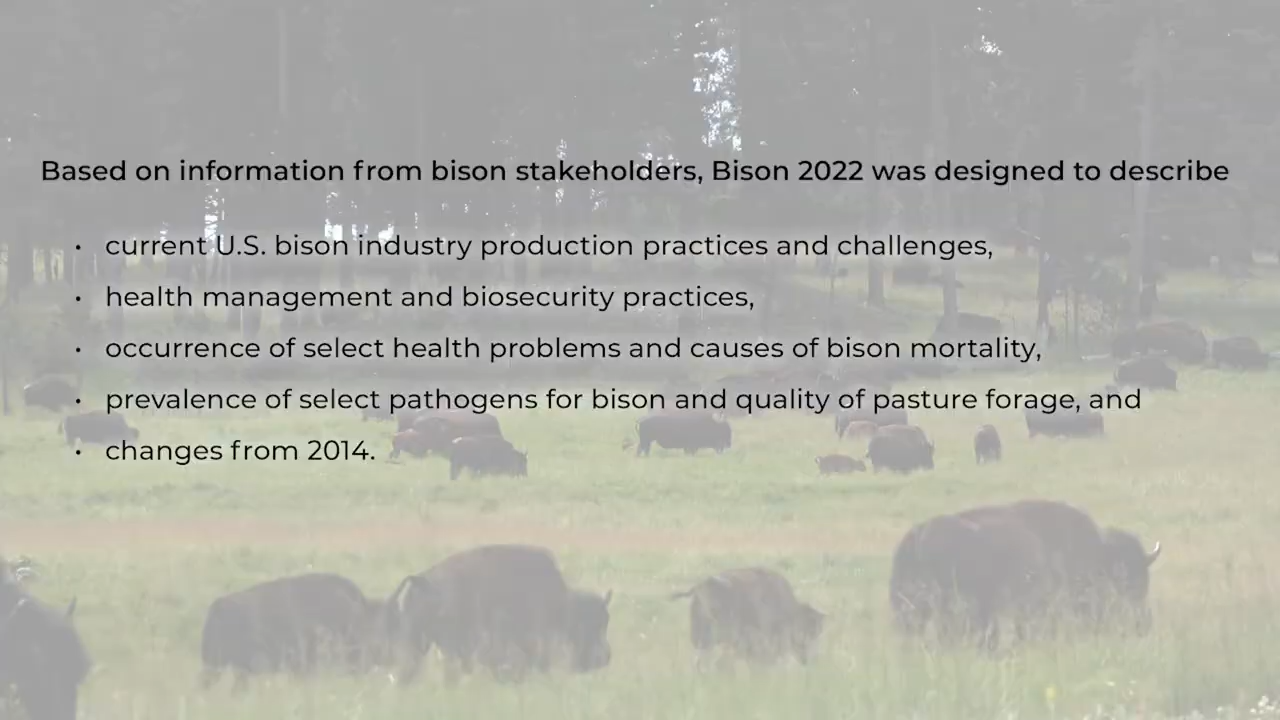 Based on information from bison stakeholders, Bison 2022 was designed to describe
• current U.S. bison industry production practices and challenges,
• health management and biosecurity practices,
• occurrence of select health problems and causes of bison mortality,
• prevalence of select pathogens for bison and quality of pasture forage, and
• changes from 2014.